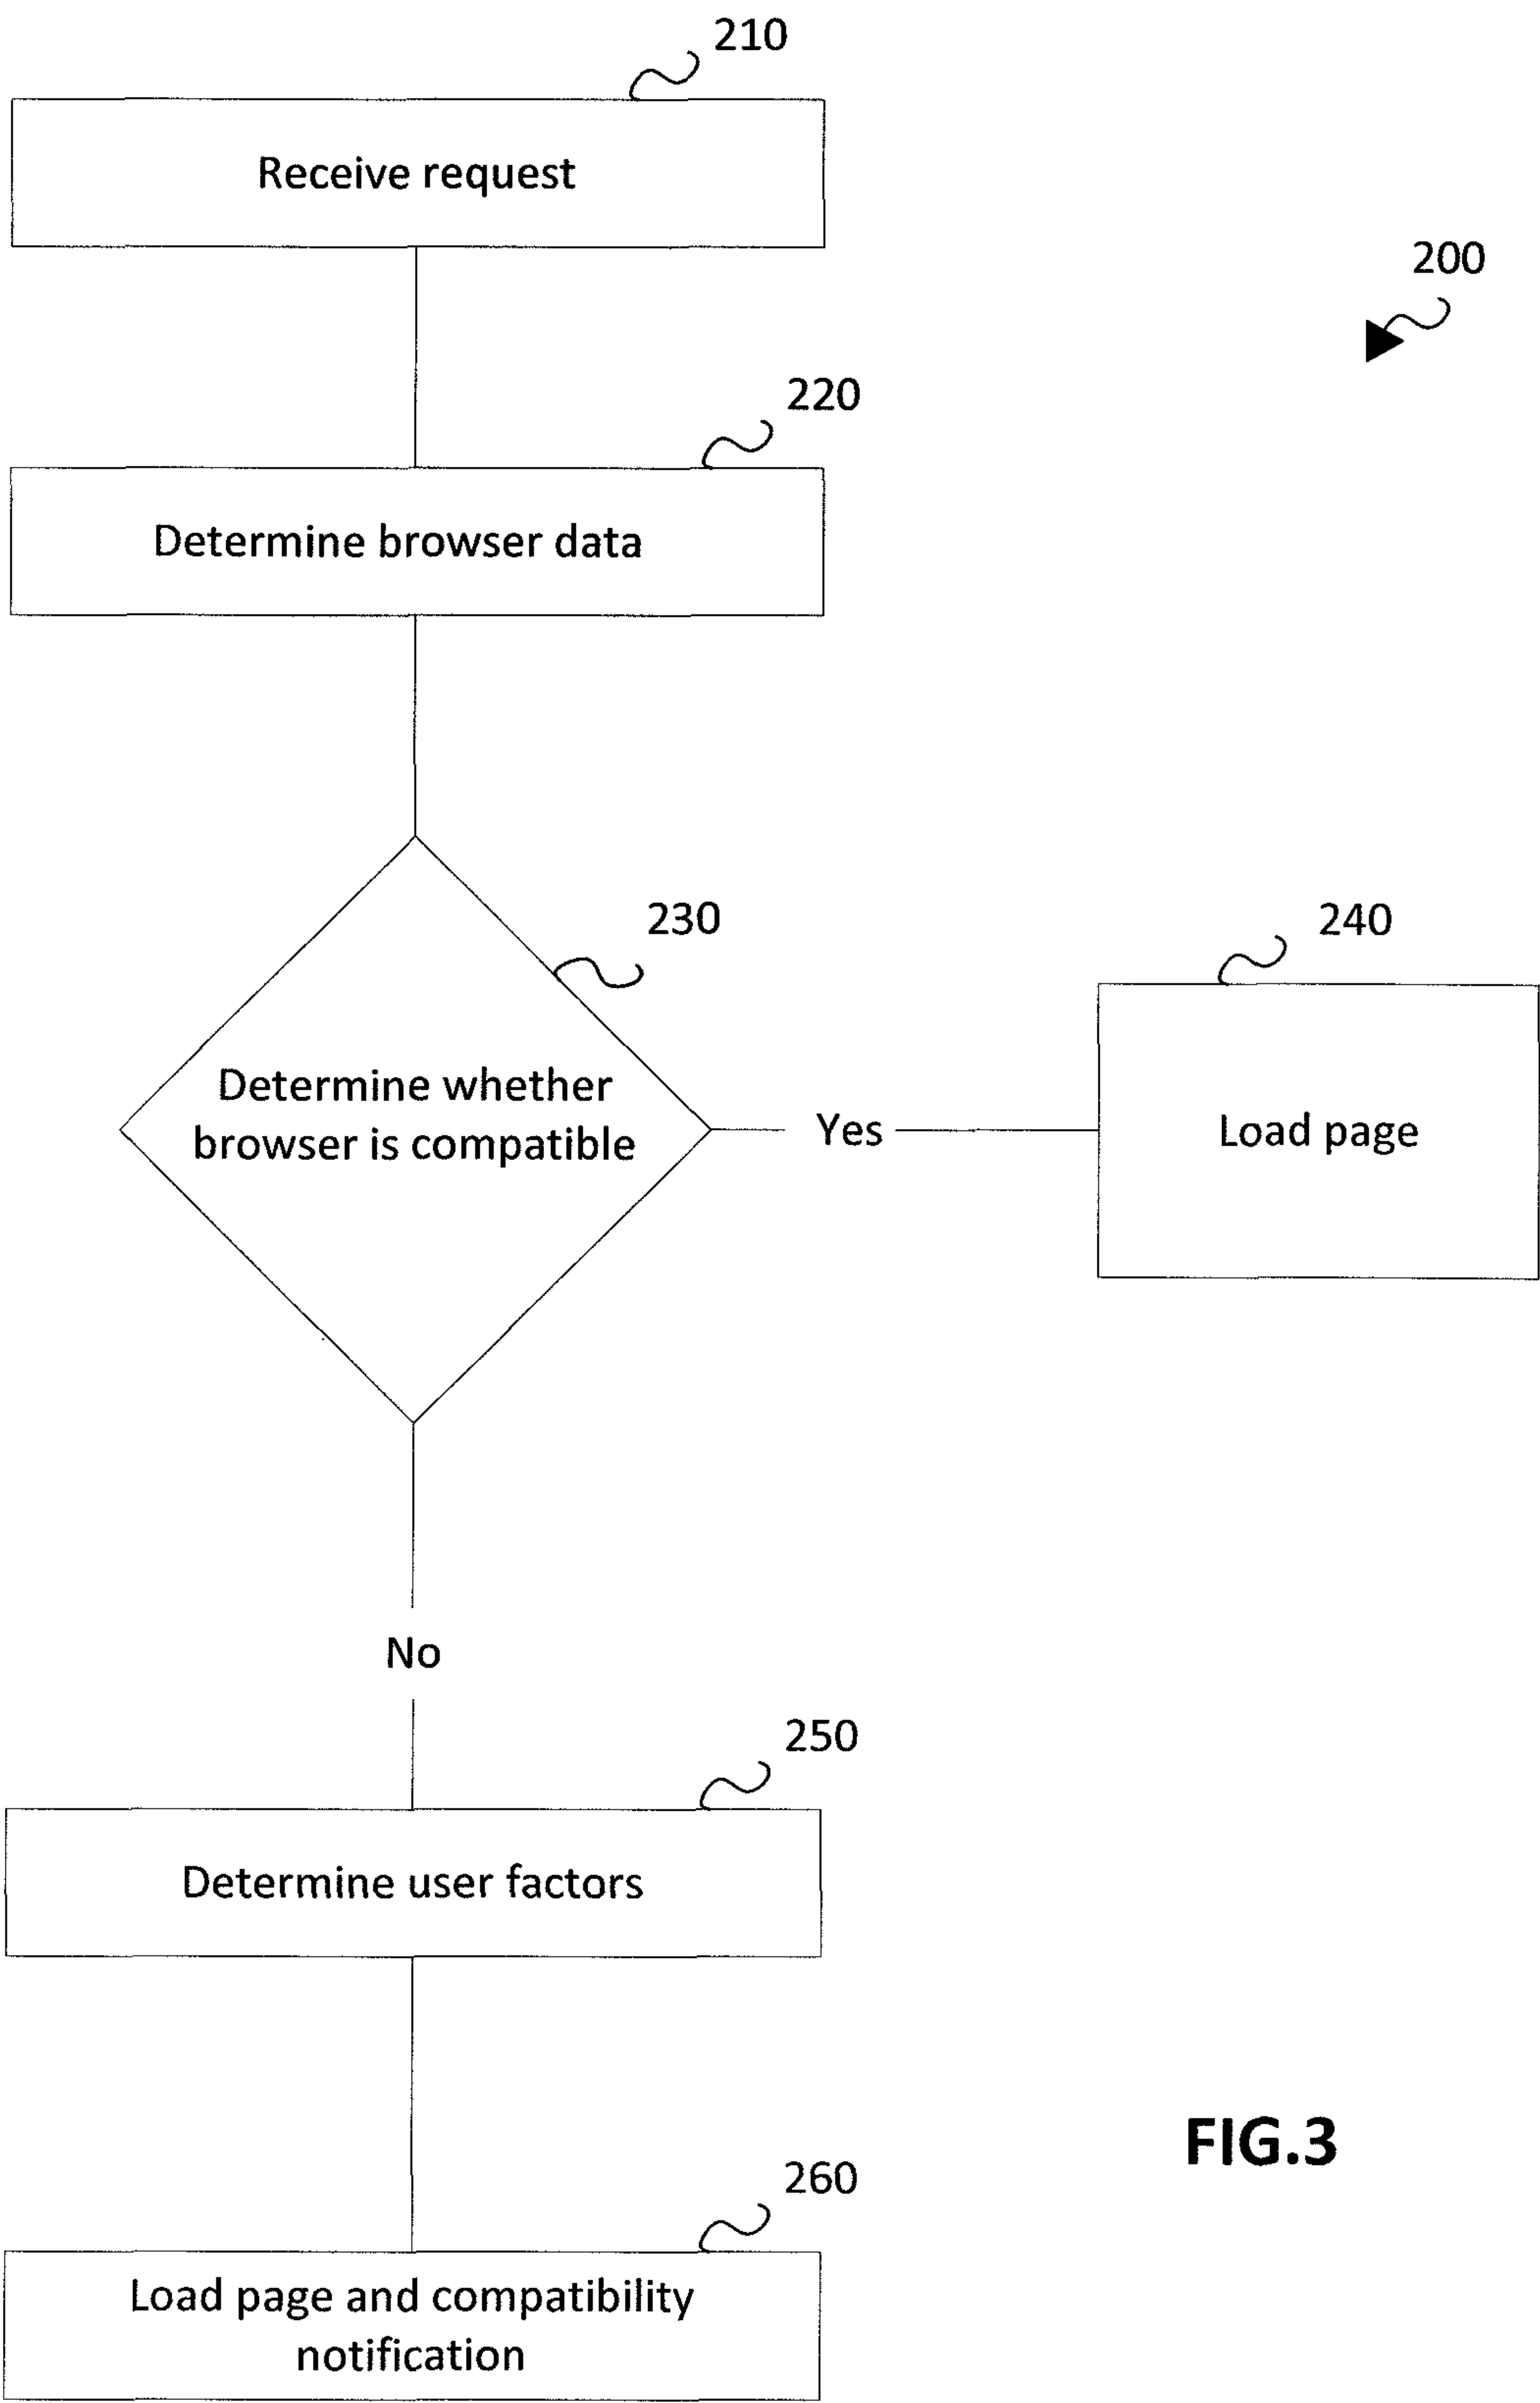 210
Receive request
200
220
Determine browser data
230
240
Determine whether
browser is compatible
Yes
Load page
No
250
Determine user factors
FIG.3
260
Load page and compatibility
notification